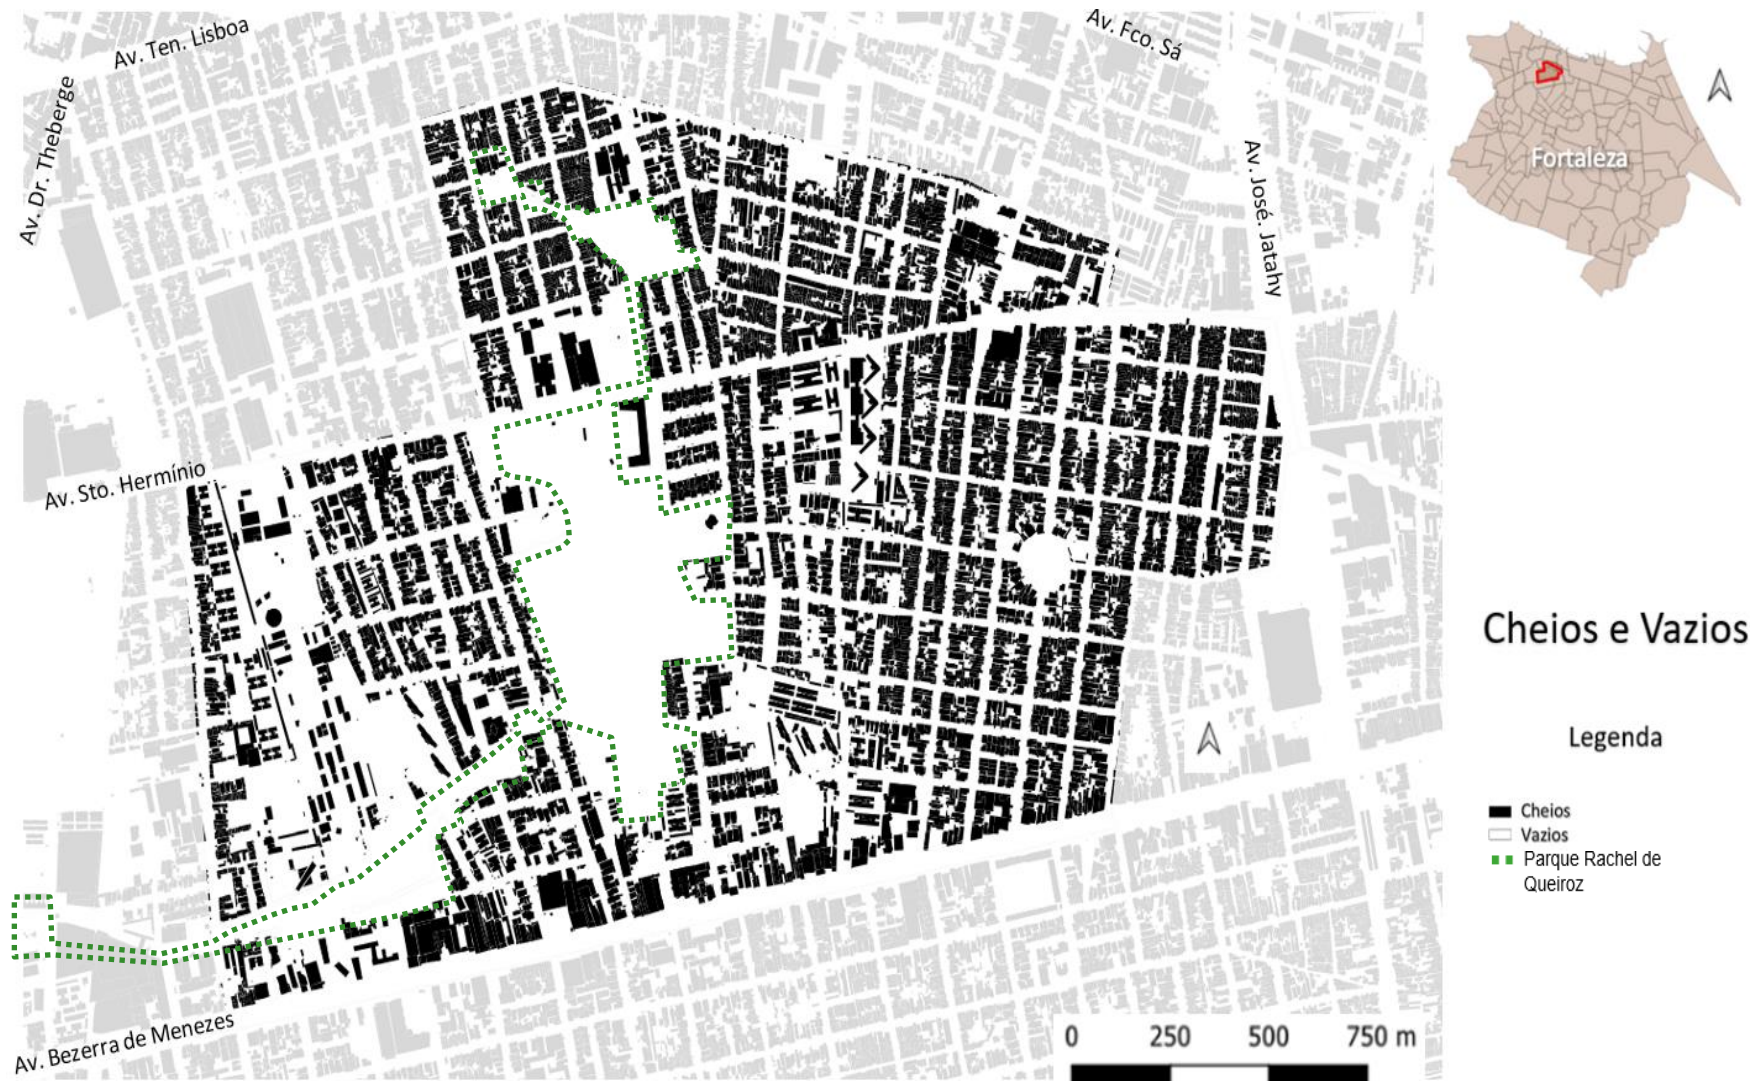 Av. Ten. Lisboa
Av. Fco. Sá
Av. Dr. Theberge
Av. José. Jatahy
Fortaleza
Av. Sto. Hermínio
Cheios e Vazios
Legenda
Cheios
Vazios
Parque Rachel de
Queiroz
Av. Bezerra de Menezes
0 250 500 750 m